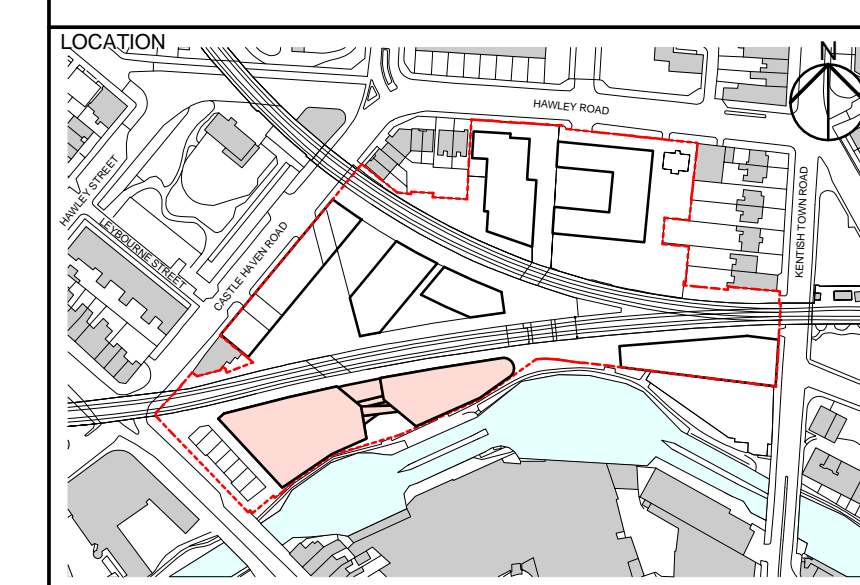 LOCATION
N
HAWLEY ROAD
HAWLEY STREET
LEYBOURNE STREET
CASTLE HAVEN ROAD
KENTISH TOWN ROAD